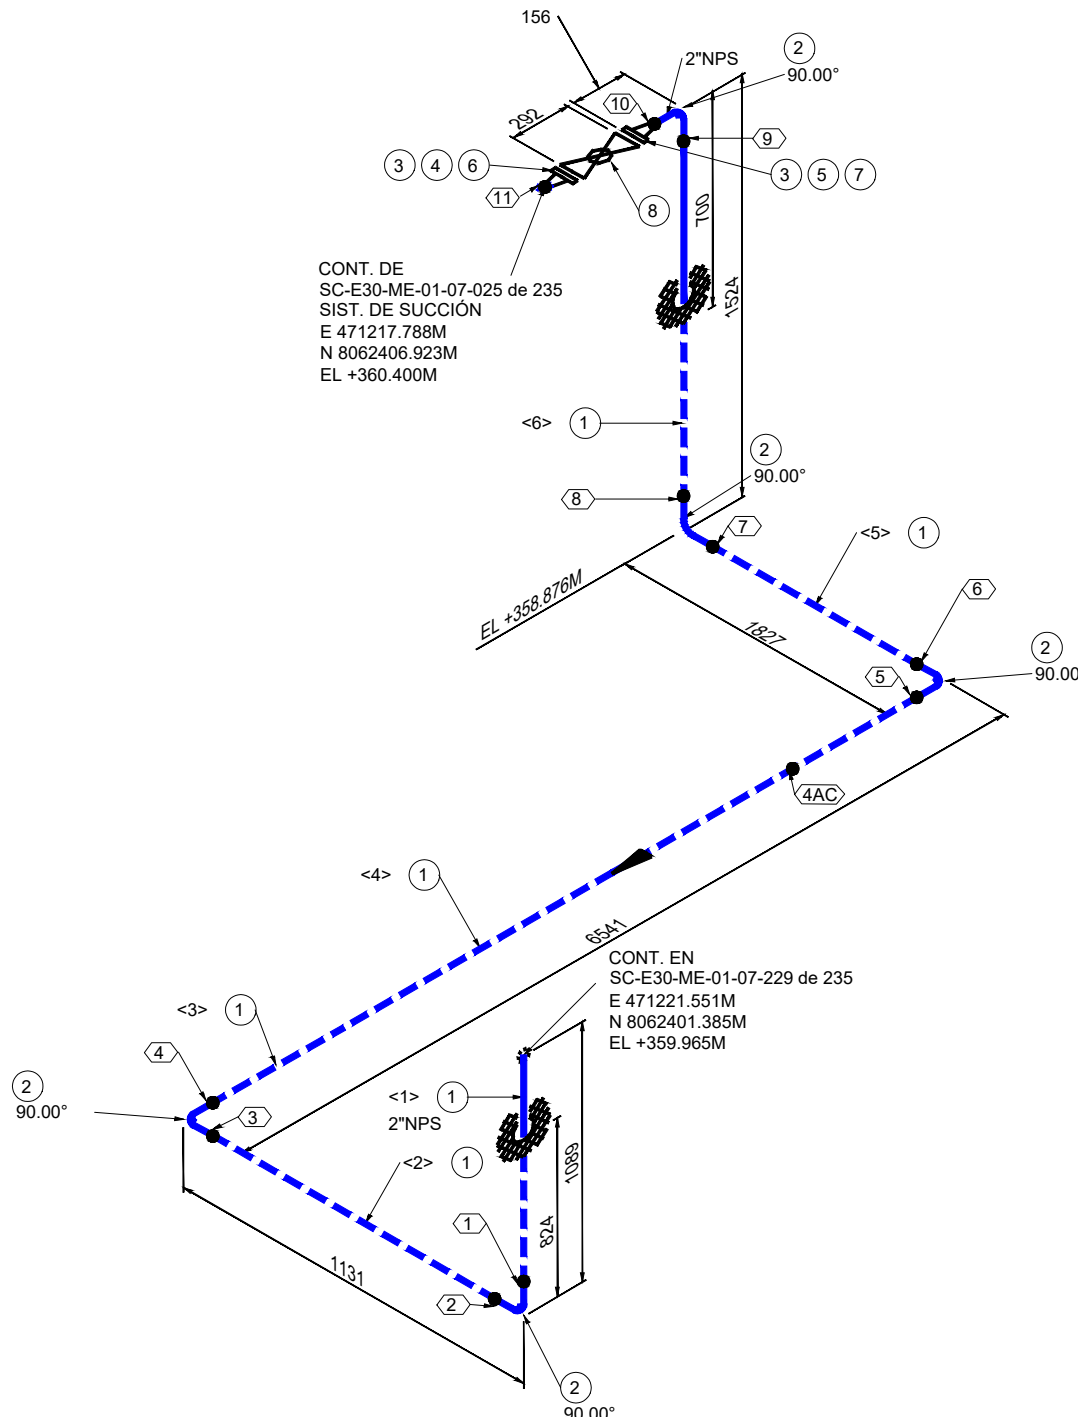 156
2"NPS
2
90.00°
10
292
9
3 4 6
3 5 7
11
8
700
1524
CONT. DE
SC-E30-ME-01-07-025 de 235
SIST. DE SUCCIÓN
E 471217.788M
N 8062406.923M
EL +360.400M
<6> 1
2
90.00°
8
7
<5> 1
EL +358.876M
6
1827
2
90.00
5
4AC
<4> 1
6541
CONT. EN
SC-E30-ME-01-07-229 de 235
E 471221.551M
N 8062401.385M
EL +359.965M
<3> 1
4
2
90.00°
3
<1> 1
2"NPS
<2> 1
1089
824
1
1131
2
2
90.00°